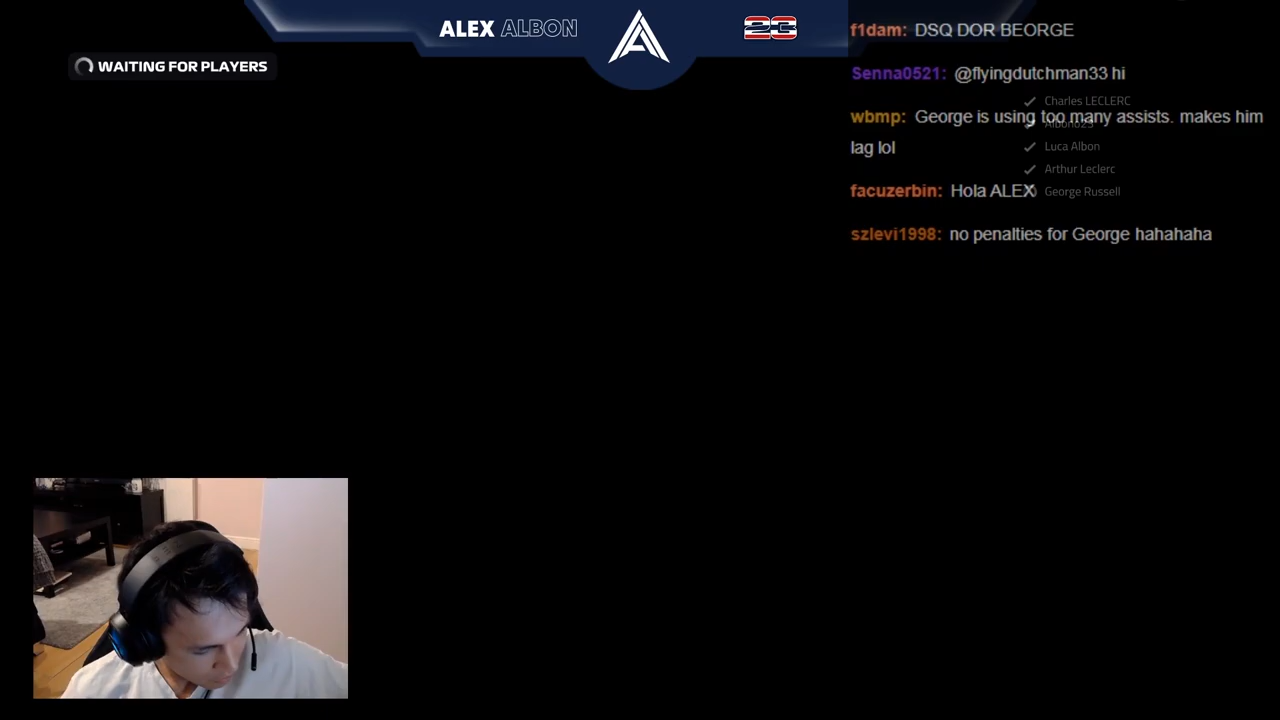 ALEX ALBON
23
WAITING FOR PLAYERS
f1dam: DSQ DOR BEORGE
Senna0521: @flyingdutchman33 hi
wbmp: George is using too many assists. makes him
lag lol
facuzerbin: Hola ALEX
szlevi1998: no penalties for George hahahaha
Charles LECLERC
Albono23
Luca Albon
Arthur Leclerc
George Russell